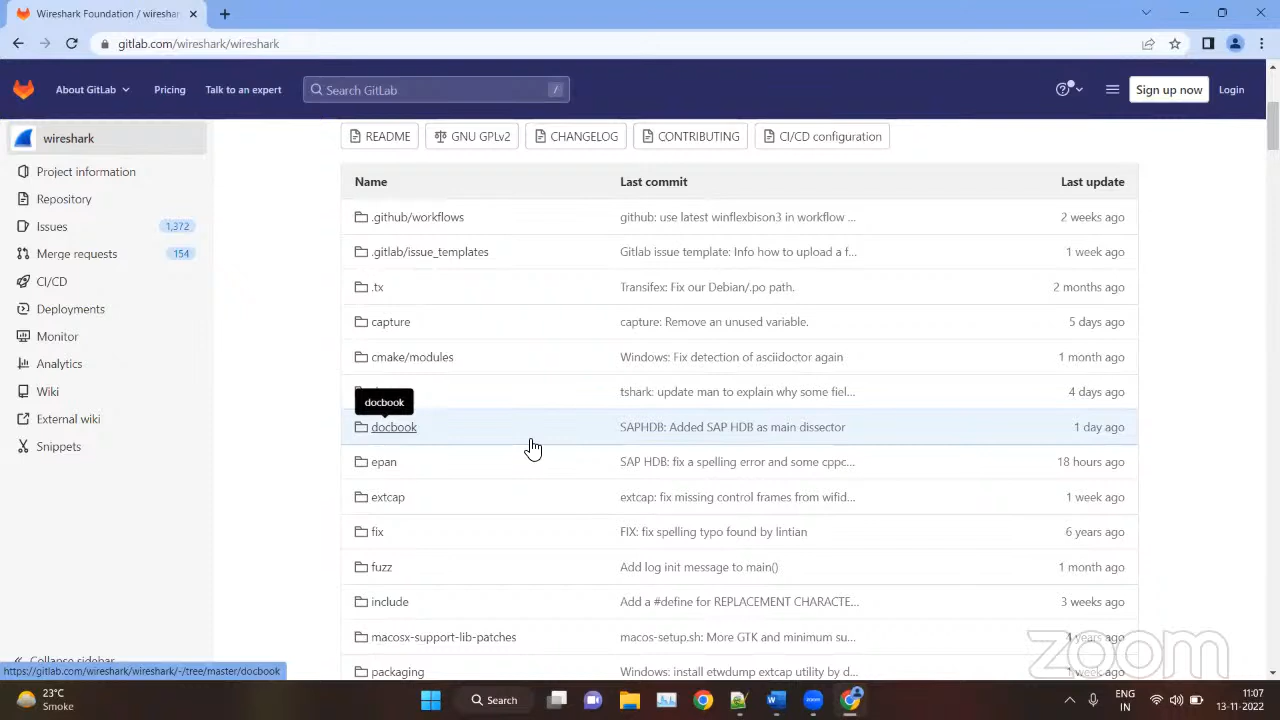 Wireshark Foundation / wireshar
gitlab.com/wireshark/wireshark
About GitLab
Pricing
Talk to an expert
Search GitLab
/
Sign up now
Login
wireshark
Project information
Repository
Issues 1,372
Merge requests 154
CI/CD
Deployments
Monitor
Analytics
Wiki
External wiki
Snippets
Collapse sidebar
README
GNU GPLv2
CHANGELOG
CONTRIBUTING
CI/CD configuration
Name Last commit Last update
.github/workflows github: use latest winflexbison3 in workflow ... 2 weeks ago
.gitlab/issue_templates Gitlab issue template: Info how to upload a f... 1 week ago
.tx Transifex: Fix our Debian/.po path. 2 months ago
capture capture: Remove an unused variable. 5 days ago
cmake/modules Windows: Fix detection of asciidoctor again 1 month ago
tshark: update man to explain why some fiel... 4 days ago
docbook
docbook SAPHDB: Added SAP HDB as main dissector 1 day ago
epan SAP HDB: fix a spelling error and some cppc... 18 hours ago
extcap extcap: fix missing control frames from wifid... 1 week ago
fix FIX: fix spelling typo found by lintian 6 years ago
fuzz Add log init message to main() 1 month ago
include Add a #define for REPLACEMENT CHARACTE... 3 weeks ago
macosx-support-lib-patches macos-setup.sh: More GTK and minimum su... years ago
packaging Windows: install etwdump extcap utility by d... 1 week ago
zoom
https://gitlab.com/wireshark/wireshark/-/tree/master/docbook
23°C
Smoke
Search
ENG
IN
11:07
13-11-2022